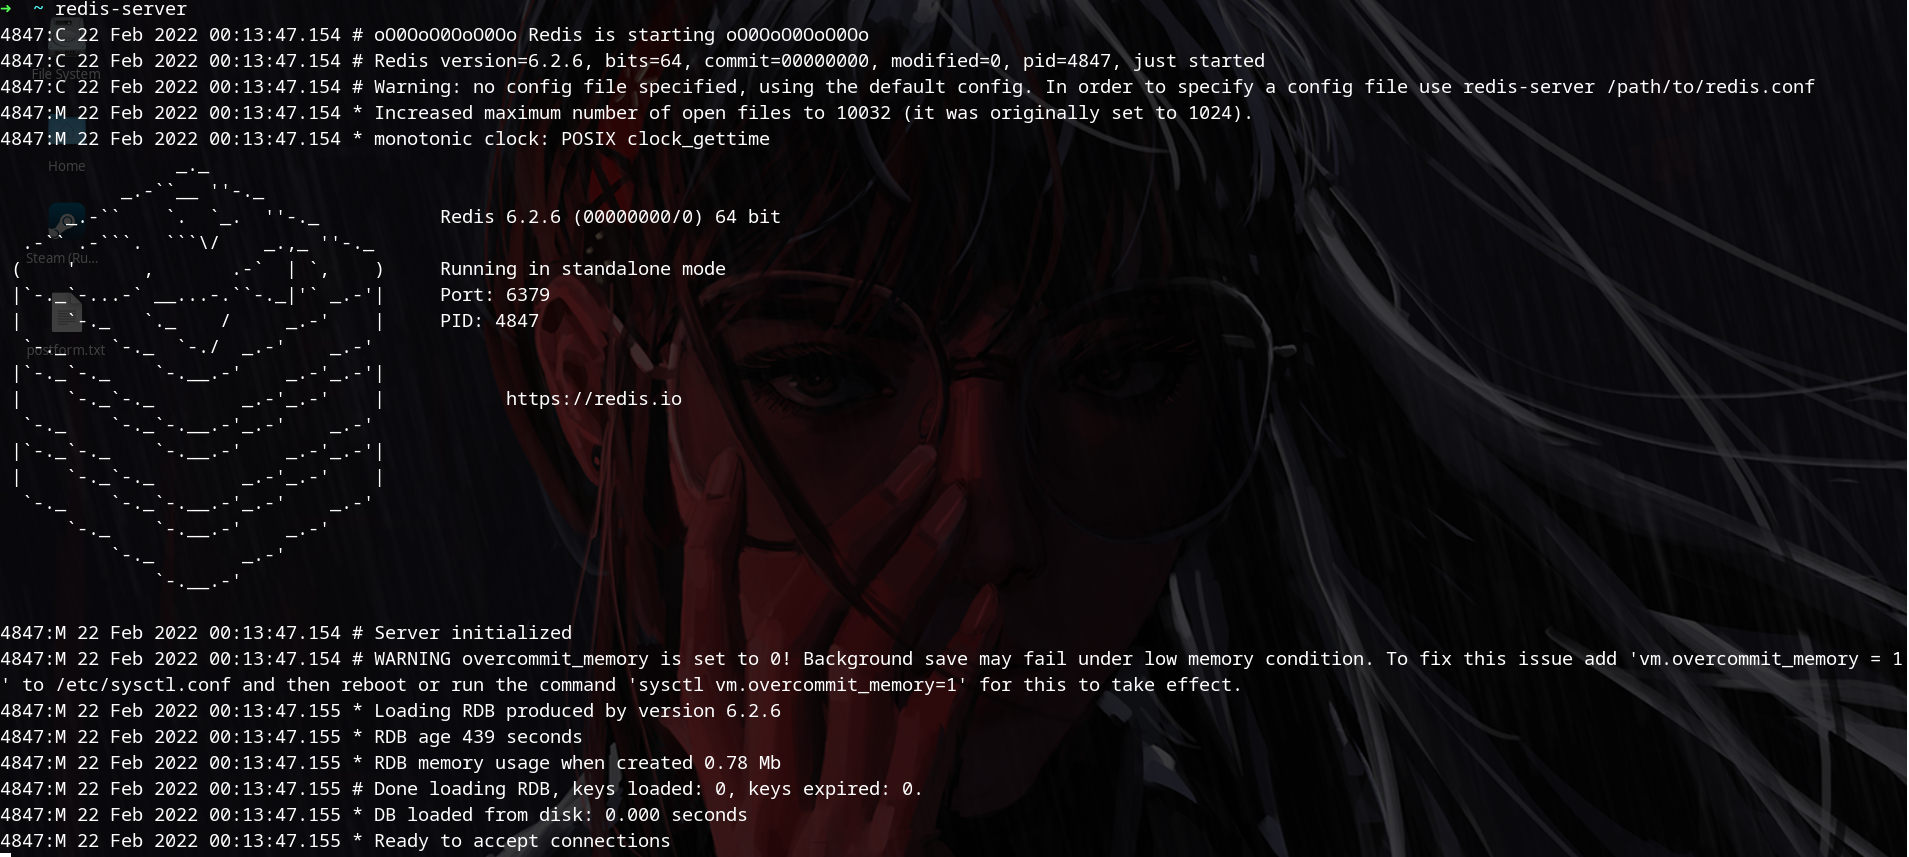 ➜  ~ redis-server
4847:C 22 Feb 2022 00:13:47.154 # oO0OoO0OoO0Oo Redis is starting oO0OoO0OoO0Oo
4847:C 22 Feb 2022 00:13:47.154 # Redis version=6.2.6, bits=64, commit=00000000, modified=0, pid=4847, just started
4847:C 22 Feb 2022 00:13:47.154 # Warning: no config file specified, using the default config. In order to specify a config file use redis-server /path/to/redis.conf
4847:M 22 Feb 2022 00:13:47.154 * Increased maximum number of open files to 10032 (it was originally set to 1024).
4847:M 22 Feb 2022 00:13:47.154 * monotonic clock: POSIX clock_gettime
Redis 6.2.6 (00000000/0) 64 bit
Running in standalone mode
Port: 6379
PID: 4847
https://redis.io
4847:M 22 Feb 2022 00:13:47.154 # Server initialized
4847:M 22 Feb 2022 00:13:47.154 # WARNING overcommit_memory is set to 0! Background save may fail under low memory condition. To fix this issue add 'vm.overcommit_memory = 1
' to /etc/sysctl.conf and then reboot or run the command 'sysctl vm.overcommit_memory=1' for this to take effect.
4847:M 22 Feb 2022 00:13:47.155 * Loading RDB produced by version 6.2.6
4847:M 22 Feb 2022 00:13:47.155 * RDB age 439 seconds
4847:M 22 Feb 2022 00:13:47.155 * RDB memory usage when created 0.78 Mb
4847:M 22 Feb 2022 00:13:47.155 # Done loading RDB, keys loaded: 0, keys expired: 0.
4847:M 22 Feb 2022 00:13:47.155 * DB loaded from disk: 0.000 seconds
4847:M 22 Feb 2022 00:13:47.155 * Ready to accept connections
File System
Home
Steam (Ru...
postform.txt